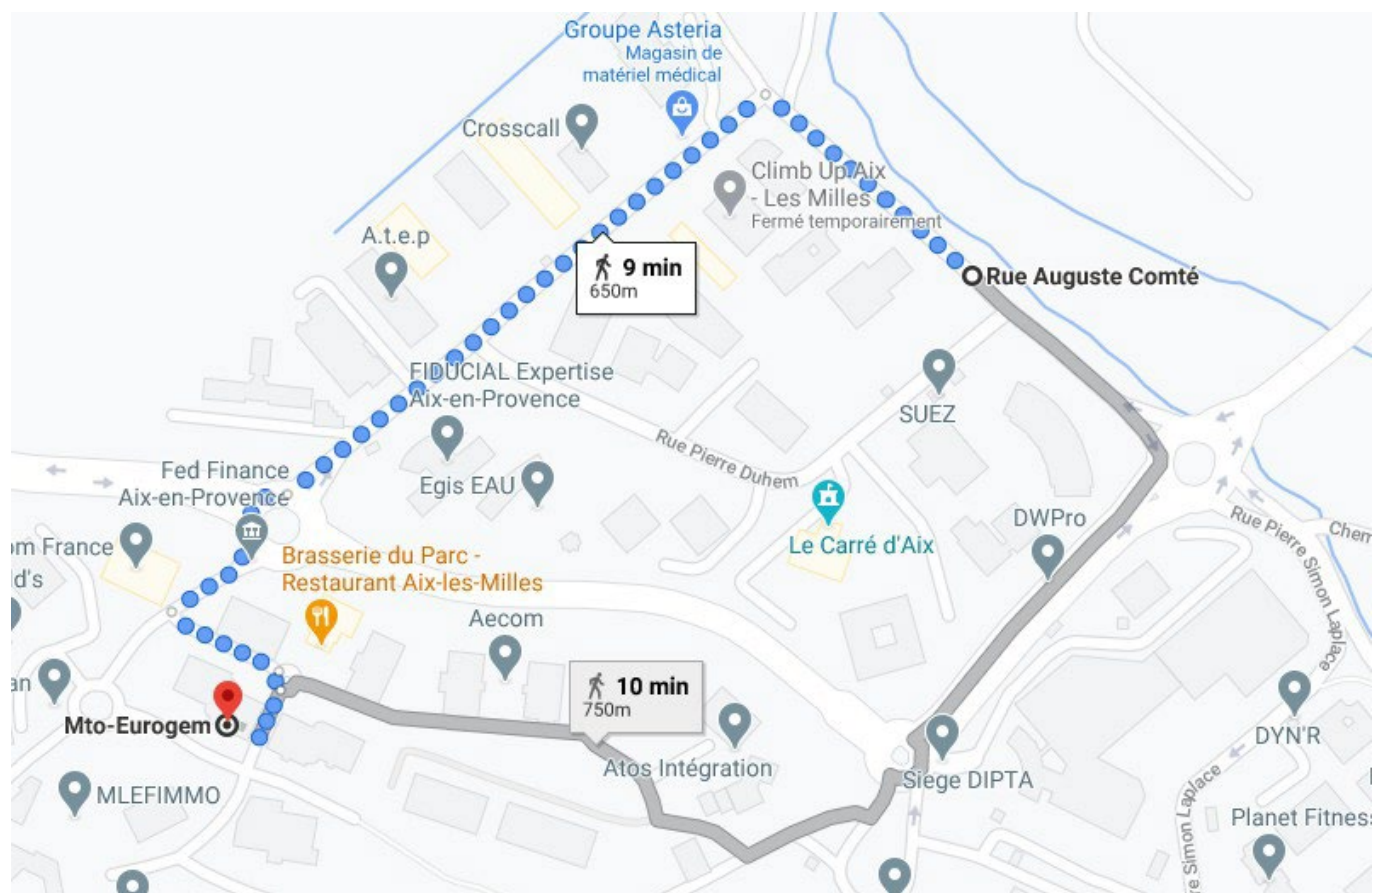 Groupe Asteria
Magasin de
matériel médical
Crosscall
Climb Up Aix
- Les Milles
Fermé temporairement
A.t.e.p
9 min
650m
Rue Auguste Comté
FIDUCIAL Expertise
Aix-en-Provence
SUEZ
Rue Pierre Duhem
Fed Finance
Aix-en-Provence
Egis EAU
DWPro
Rue Pierre Simon Laplace
Chem
Le Carré d'Aix
om France
d's
Brasserie du Parc -
Restaurant Aix-les-Milles
Aecom
an
10 min
750m
Mto-Eurogem
DYN'R
Atos Intégration
Siege DIPTA
MLEFIMMO
Planet Fitness
re Simon Laplace